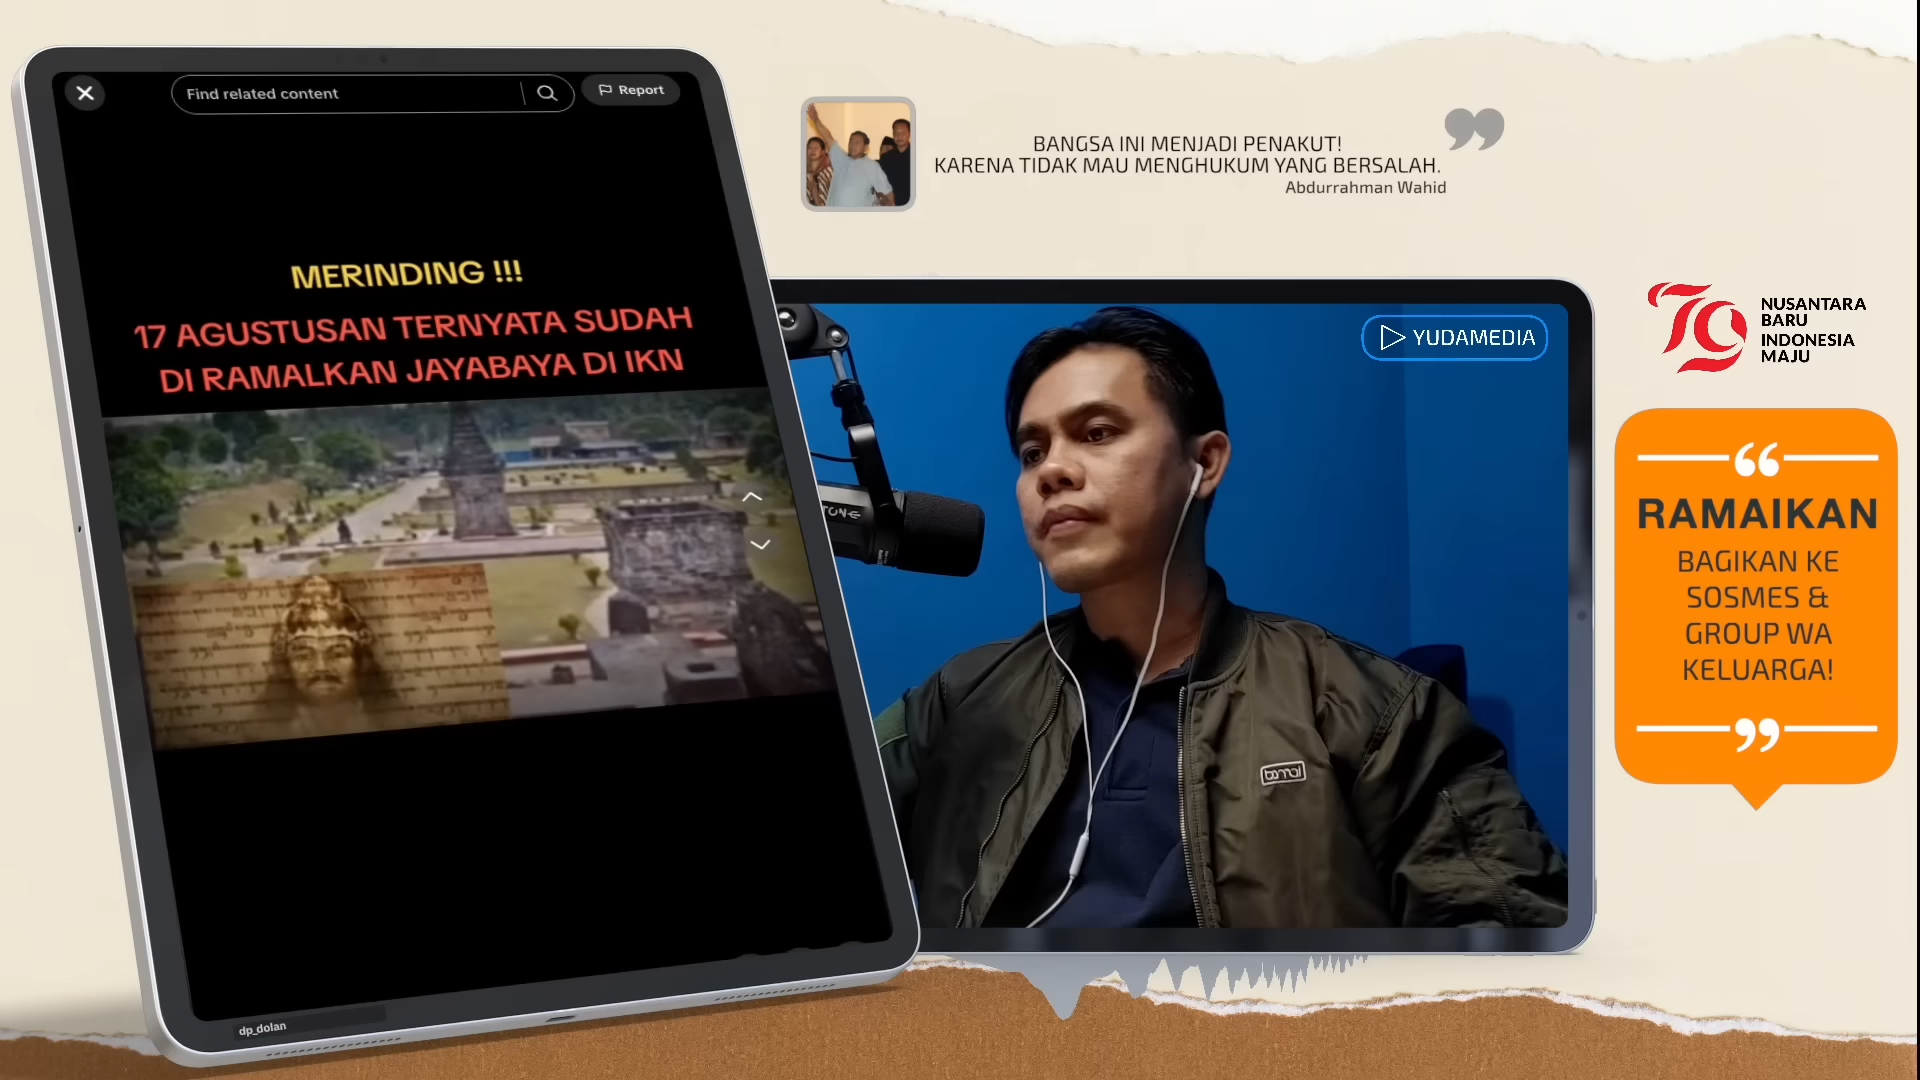 Find related content
Report
MERINDING !!!
17 AGUSTUSAN TERNYATA SUDAH
DI RAMALKAN JAYABAYA DI IKN
dp_dolan
BANGSA INI MENJADI PENAKUT!
KARENA TIDAK MAU MENGHUKUM YANG BERSALAH.
Abdurrahman Wahid
YUDAMEDIA
79
NUSANTARA
BARU
INDONESIA
MAJU
“
RAMAIKAN
BAGIKAN KE
SOSMES &
GROUP WA
KELUARGA!
”